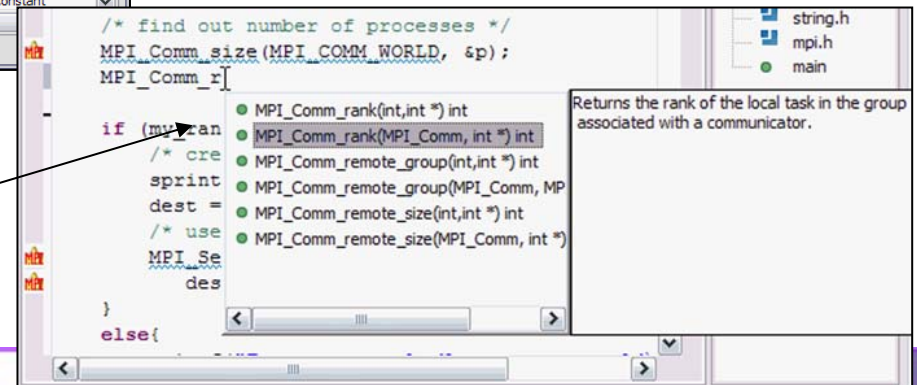 constant
/* find out number of processes */
MPI_Comm_size(MPI_COMM_WORLD, &p);
MPI_Comm_r
if (my_ran
/* cre
sprint
dest =
/* use
MPI_Se
des
}
else{
MPI_Comm_rank(int,int *) int
MPI_Comm_rank(MPI_Comm, int *) int
MPI_Comm_remote_group(int,int *) int
MPI_Comm_remote_group(MPI_Comm, MP
MPI_Comm_remote_size(int,int *) int
MPI_Comm_remote_size(MPI_Comm, int *)
Returns the rank of the local task in the group
associated with a communicator.
string.h
mpi.h
main